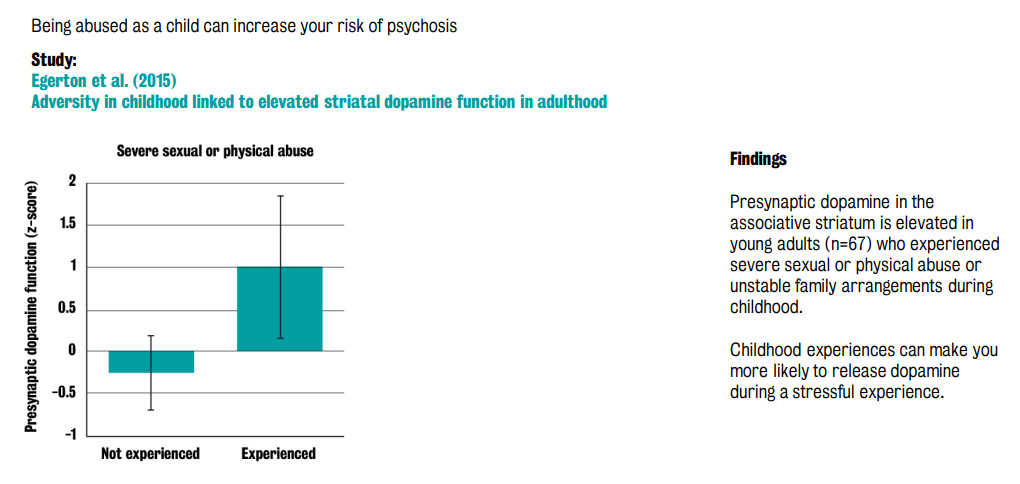 Being abused as a child can increase your risk of psychosis
Study:
Egerton et al. (2015)
Adversity in childhood linked to elevated striatal dopamine function in adulthood
Severe sexual or physical abuse
Presynaptic dopamine function (z-score)
2
1.5
1
0.5
0
-0.5
-1
Not experienced
Experienced
Findings
Presynaptic dopamine in the
associative striatum is elevated in
young adults (n=67) who experienced
severe sexual or physical abuse or
unstable family arrangements during
childhood.
Childhood experiences can make you
more likely to release dopamine
during a stressful experience.